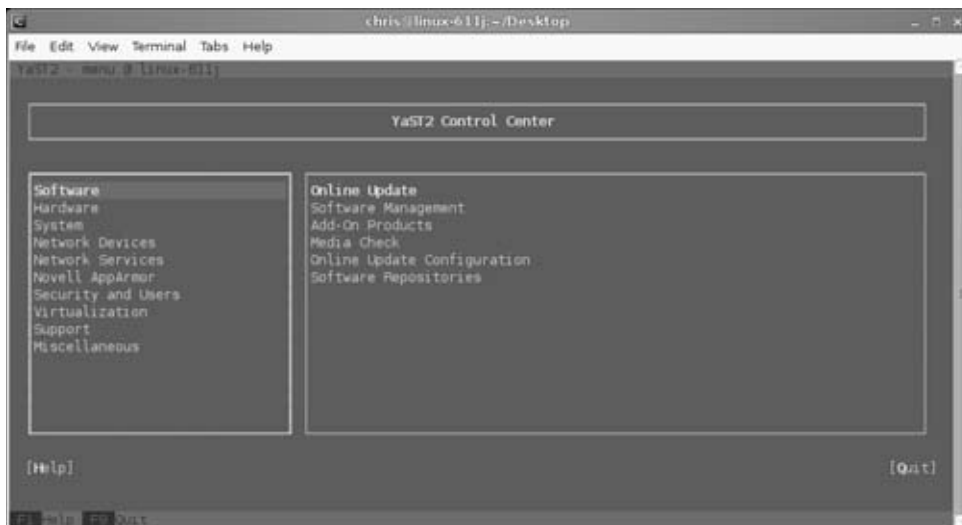 chris@linux-611j:~/Desktop
File Edit View Terminal Tabs Help
YaST2 - menu @ linux-611j
YaST2 Control Center
Software
Hardware
System
Network Devices
Network Services
Novell AppArmor
Security and Users
Virtualization
Support
Miscellaneous
Online Update
Software Management
Add-On Products
Media Check
Online Update Configuration
Software Repositories
[Help]
[Quit]
F1 Help F9 Quit